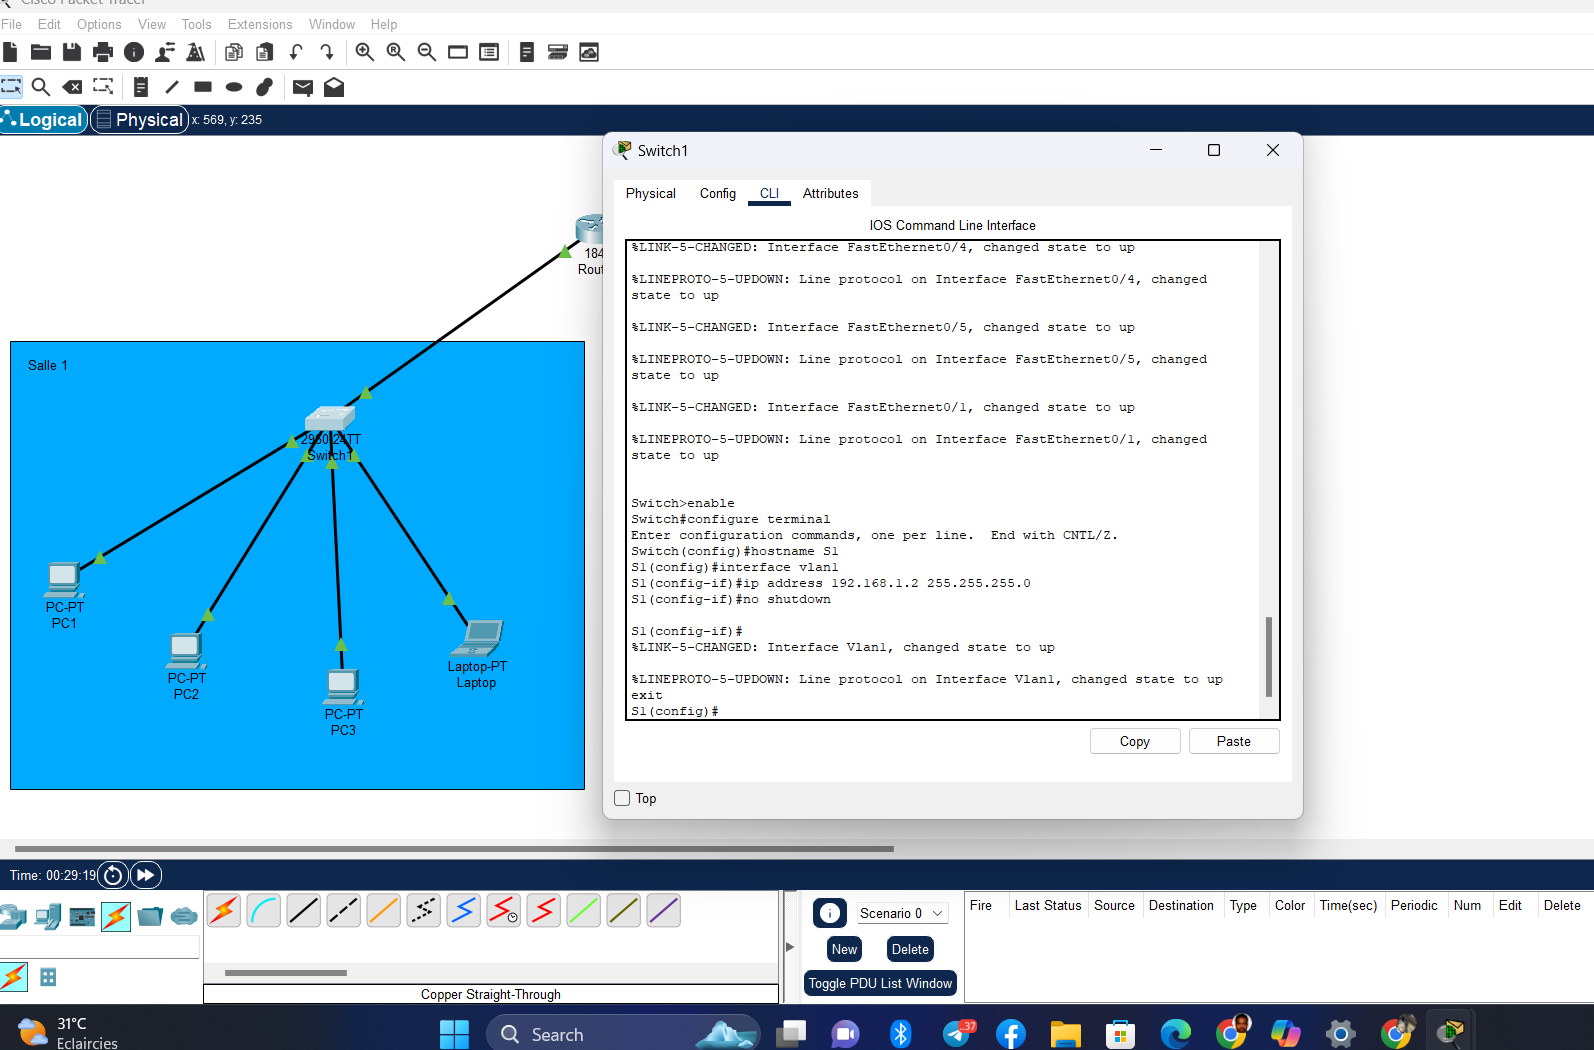 Cisco Packet Tracer
File Edit Options View Tools Extensions Window Help
Logical Physical x: 569, y: 235
184
Rout
Salle 1
2960-24TT
Switch1
PC-PT
PC1
PC-PT
PC2
PC-PT
PC3
Laptop-PT
Laptop
Switch1
Physical Config CLI Attributes
IOS Command Line Interface
%LINK-5-CHANGED: Interface FastEthernet0/4, changed state to up
%LINEPROTO-5-UPDOWN: Line protocol on Interface FastEthernet0/4, changed
state to up
%LINK-5-CHANGED: Interface FastEthernet0/5, changed state to up
%LINEPROTO-5-UPDOWN: Line protocol on Interface FastEthernet0/5, changed
state to up
%LINK-5-CHANGED: Interface FastEthernet0/1, changed state to up
%LINEPROTO-5-UPDOWN: Line protocol on Interface FastEthernet0/1, changed
state to up
Switch>enable
Switch#configure terminal
Enter configuration commands, one per line.  End with CNTL/Z.
Switch(config)#hostname S1
S1(config)#interface vlan1
S1(config-if)#ip address 192.168.1.2 255.255.255.0
S1(config-if)#no shutdown
S1(config-if)#
%LINK-5-CHANGED: Interface Vlan1, changed state to up
%LINEPROTO-5-UPDOWN: Line protocol on Interface Vlan1, changed state to up
exit
S1(config)#
Copy Paste
Top
Time: 00:29:19
Copper Straight-Through
Scenario 0
New Delete
Toggle PDU List Window
Fire Last Status Source Destination Type Color Time(sec) Periodic Num Edit Delete
31°C
Eclaircies
Search
37